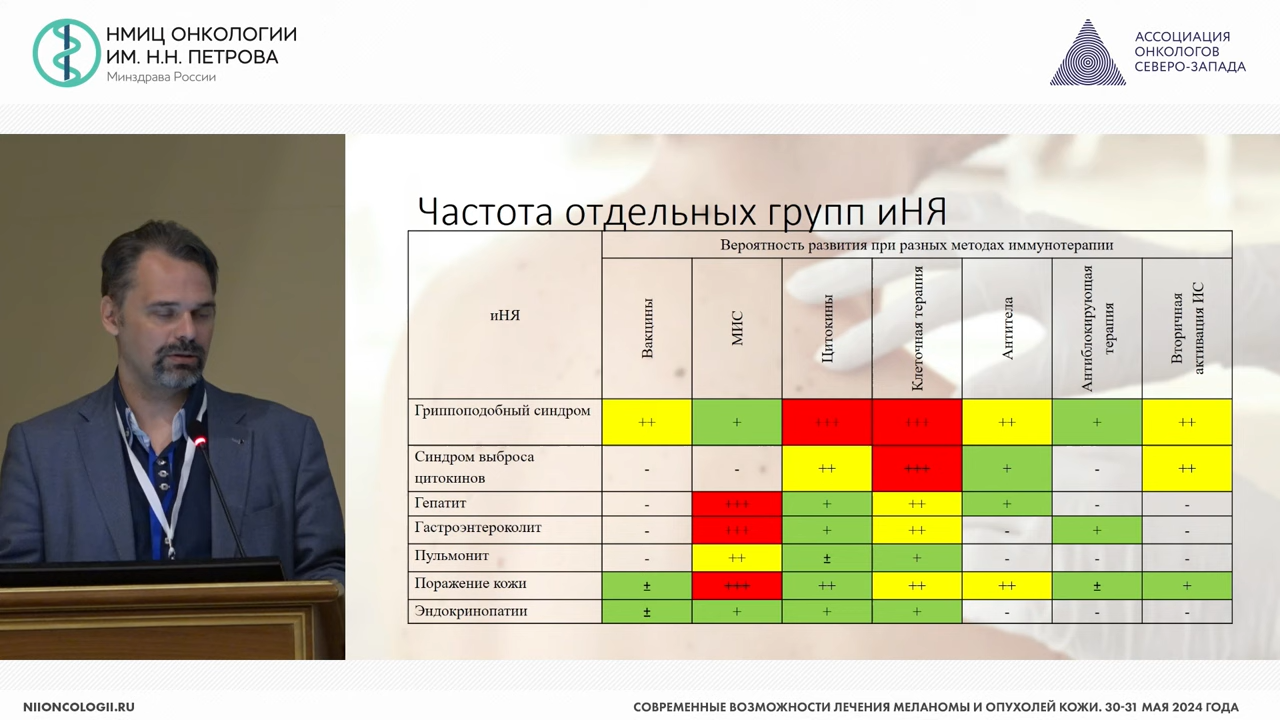 НМИЦ ОНКОЛОГИИ
ИМ. Н.Н. ПЕТРОВА
Минздрава России
АССОЦИАЦИЯ
ОНКОЛОГОВ
СЕВЕРО-ЗАПАДА
Частота отдельных групп иНЯ
иНЯ
Вероятность развития при разных методах иммунотерапии
Вакцины
МИС
Цитокины
Клеточная терапия
Антитела
Антиблокирующая
терапия
Вторичная
активация ИС
Гриппоподобный синдром ++ + +++ +++ ++ + ++
Синдром выброса
цитокинов - - ++ +++ + - ++
Гепатит - +++ + ++ + - -
Гастроэнтероколит - +++ + ++ - + -
Пульмонит - ++ ± + - - -
Поражение кожи ± +++ ++ ++ ++ ± +
Эндокринопатии ± + + + - - -
NIIONCOLOGII.RU
СОВРЕМЕННЫЕ ВОЗМОЖНОСТИ ЛЕЧЕНИЯ МЕЛАНОМЫ И ОПУХОЛЕЙ КОЖИ. 30-31 МАЯ 2024 ГОДА